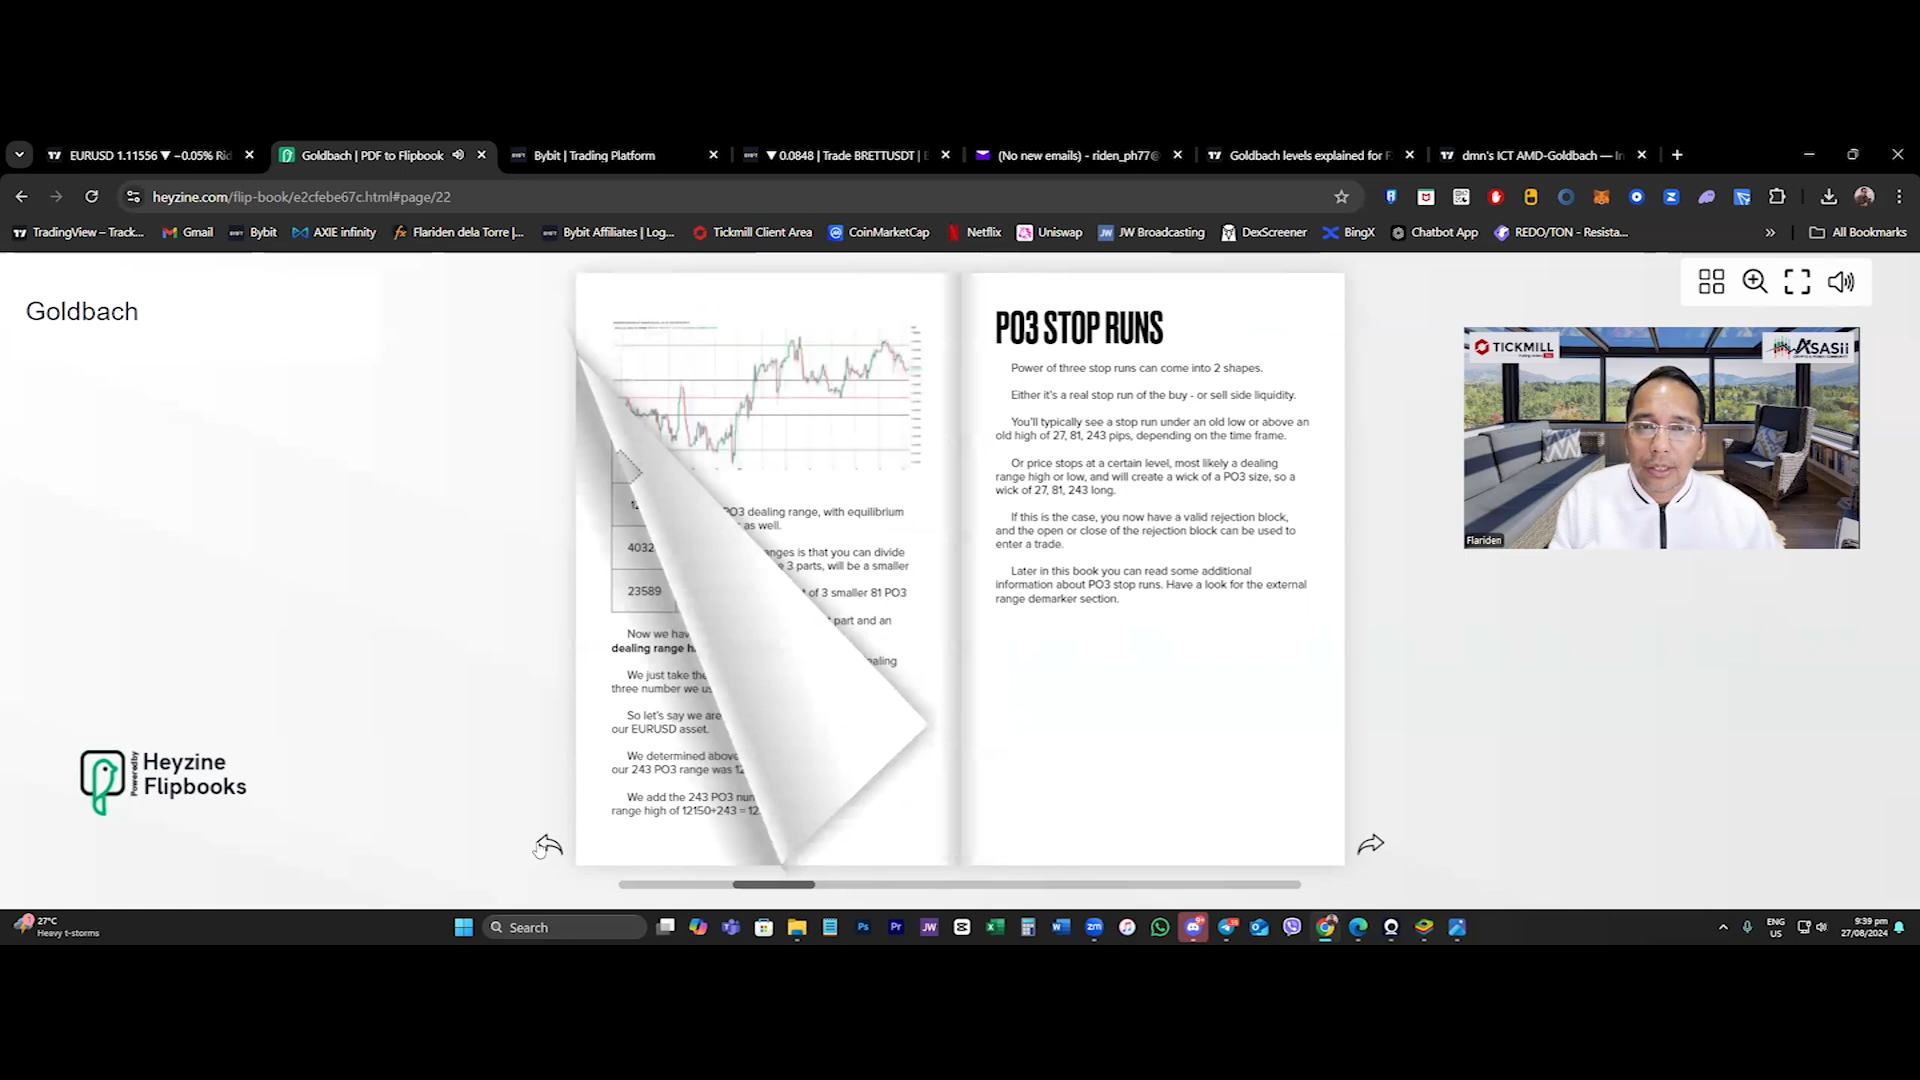 EURUSD 1.11556 ▼ −0.05% Ri
Goldbach | PDF to Flipbook
Bybit | Trading Platform
▼ 0.0848 | Trade BRETTUSDT |
(No new emails) - riden_ph77@
Goldbach levels explained for F
dmn's ICT AMD-Goldbach — In
heyzine.com/flip-book/e2cfebe67c.html#page/22
TradingView – Track...
Gmail
Bybit
AXIE infinity
Flariden dela Torre |...
Bybit Affiliates | Log...
Tickmill Client Area
CoinMarketCap
Netflix
Uniswap
JW Broadcasting
DexScreener
BingX
Chatbot App
REDO/TON - Resista...
All Bookmarks
Goldbach
PO3 dealing range, with equilibrium
as well.
anges is that you can divide
3 parts, will be a smaller
of 3 smaller 81 PO3
part and an
ealing
4032
23589
Now we hav
dealing range h
We just take the
three number we us
So let's say we are
our EURUSD asset.
We determined above
our 243 PO3 range was 12
We add the 243 PO3 num
range high of 12150+243 = 12
PO3 STOP RUNS
Power of three stop runs can come into 2 shapes.
Either it's a real stop run of the buy - or sell side liquidity.
You'll typically see a stop run under an old low or above an
old high of 27, 81, 243 pips, depending on the time frame.
Or price stops at a certain level, most likely a dealing
range high or low, and will create a wick of a PO3 size, so a
wick of 27, 81, 243 long.
If this is the case, you now have a valid rejection block,
and the open or close of the rejection block can be used to
enter a trade.
Later in this book you can read some additional
information about PO3 stop runs. Have a look for the external
range demarker section.
TICKMILL
ASASii
Flariden
Powered by
Heyzine
Flipbooks
27°C
Heavy t-storms
Search
ENG
US
9:39 pm
27/08/2024